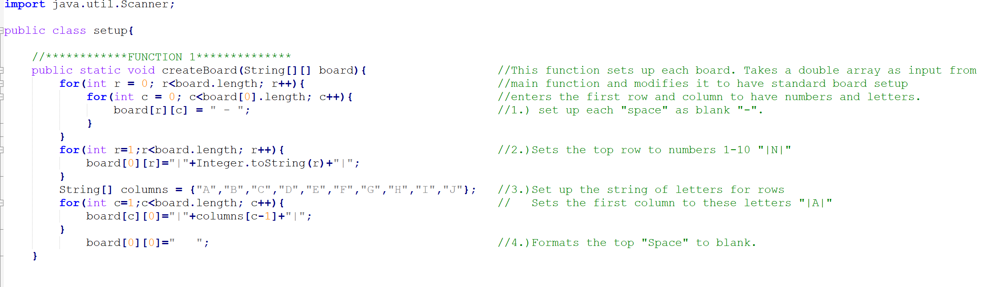 import java.util.Scanner;
public class setup{
//************FUNCTION 1**************
public static void createBoard(String[][] board){ //This function sets up each board. Takes a double array as input from
for(int r = 0; r<board.length; r++){ //main function and modifies it to have standard board setup
for(int c = 0; c<board[0].length; c++){ //enters the first row and column to have numbers and letters.
board[r][c] = " - "; //1.) set up each "space" as blank "-".
}
}
for(int r=1;r<board.length; r++){ //2.)Sets the top row to numbers 1-10 "|N|"
board[0][r]="|"+Integer.toString(r)+"|";
}
String[] columns = {"A","B","C","D","E","F","G","H","I","J"}; //3.)Set up the string of letters for rows
for(int c=1;c<board.length; c++){ //   Sets the first column to these letters "|A|"
board[c][0]="|"+columns[c-1]+"|";
}
board[0][0]="   "; //4.)Formats the top "Space" to blank.
}